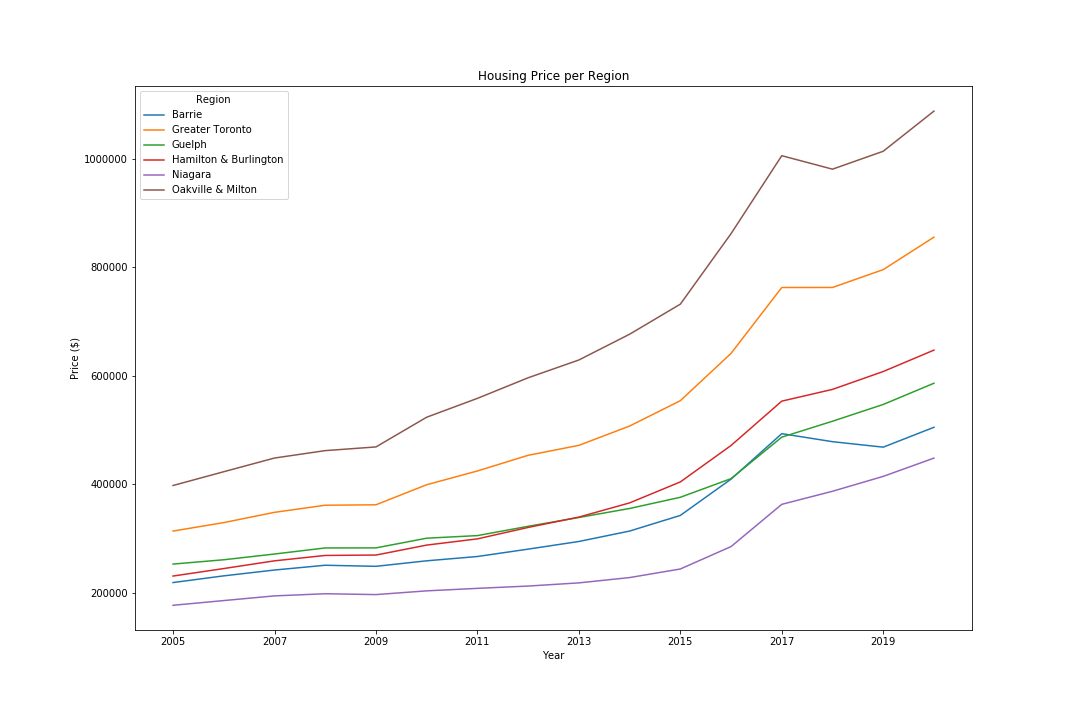 Housing Price per Region
Region
Barrie
Greater Toronto
Guelph
Hamilton & Burlington
Niagara
Oakville & Milton
Price ($)
1000000
800000
600000
400000
200000
2005 2007 2009 2011 2013 2015 2017 2019
Year